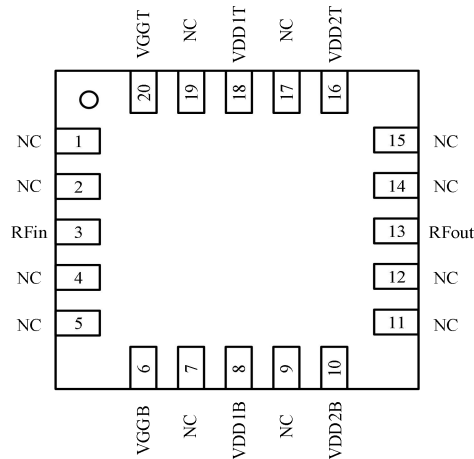 VGGT NC VDD1T NC VDD2T
20 19 18 17 16
NC 1 15 NC
NC 2 14 NC
RFin 3 13 RFout
NC 4 12 NC
NC 5 11 NC
6 7 8 9 10
VGGB NC VDD1B NC VDD2B